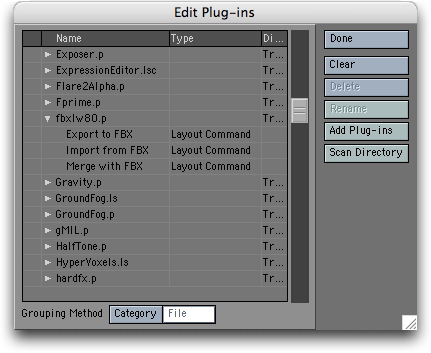 Edit Plug-ins
Name Type Di...
Exposer.p Tr...
ExpressionEditor.lsc Tr...
Flare2Alpha.p Tr...
Fprime.p Tr...
fbxlw80.p Tr...
Export to FBX Layout Command
Import from FBX Layout Command
Merge with FBX Layout Command
Gravity.p Tr...
GroundFog.ls Tr...
GroundFog.p Tr...
gMIL.p Tr...
HalfTone.p Tr...
HyperVoxels.ls Tr...
hardfx.p Tr...
Grouping Method Category File
Done
Clear
Delete
Rename
Add Plug-ins
Scan Directory